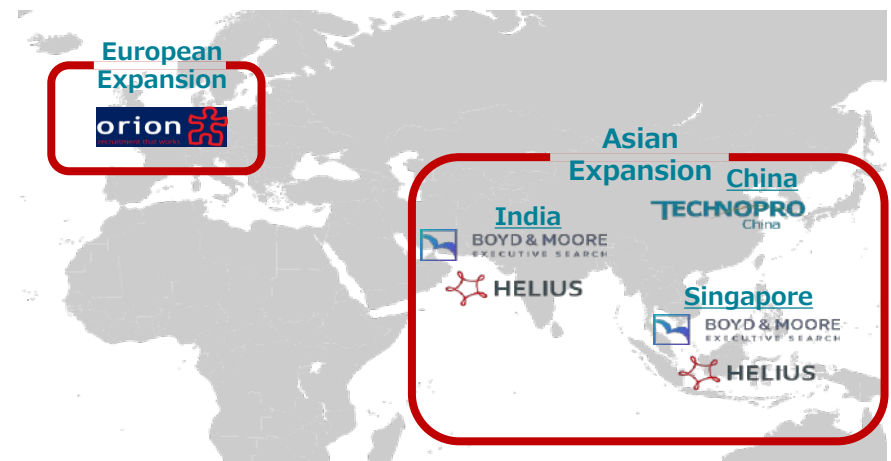 European
Expansion
orion
recruitment that works
Asian
Expansion
China
TECHNOPRO
China
India
BOYD & MOORE
EXECUTIVE SEARCH
HELIUS
Singapore
BOYD & MOORE
EXECUTIVE SEARCH
HELIUS